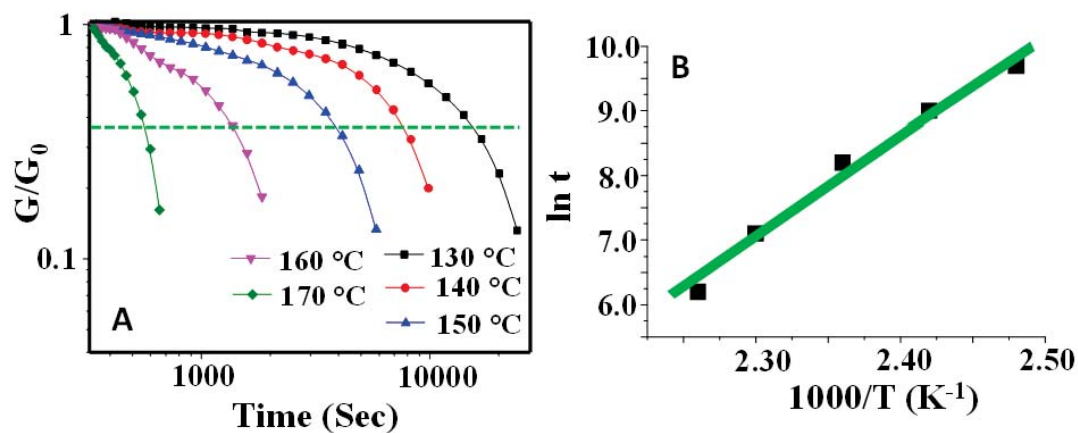 1
0.1
G/G0
A
160 °C
170 °C
130 °C
140 °C
150 °C
1000
10000
Time (Sec)
B
10.0
9.0
8.0
7.0
6.0
ln t
2.30
2.40
2.50
1000/T (K-1)